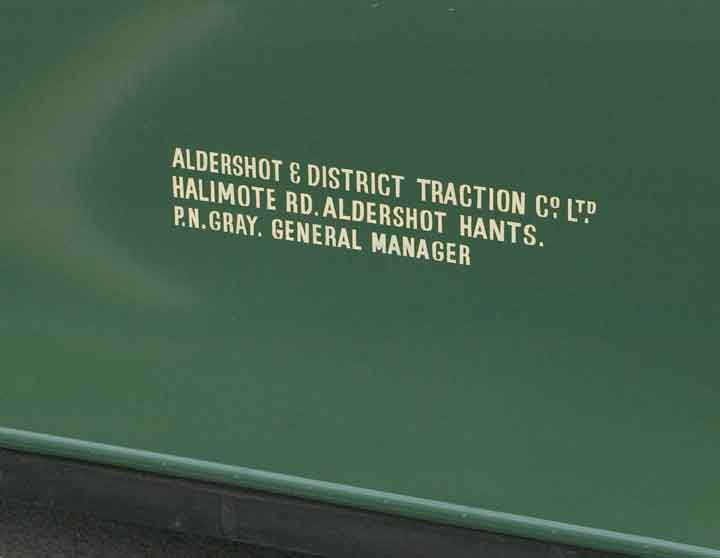 ALDERSHOT & DISTRICT TRACTION Cº. LTD.
HALIMOTE RD. ALDERSHOT HANTS.
P.N. GRAY. GENERAL MANAGER